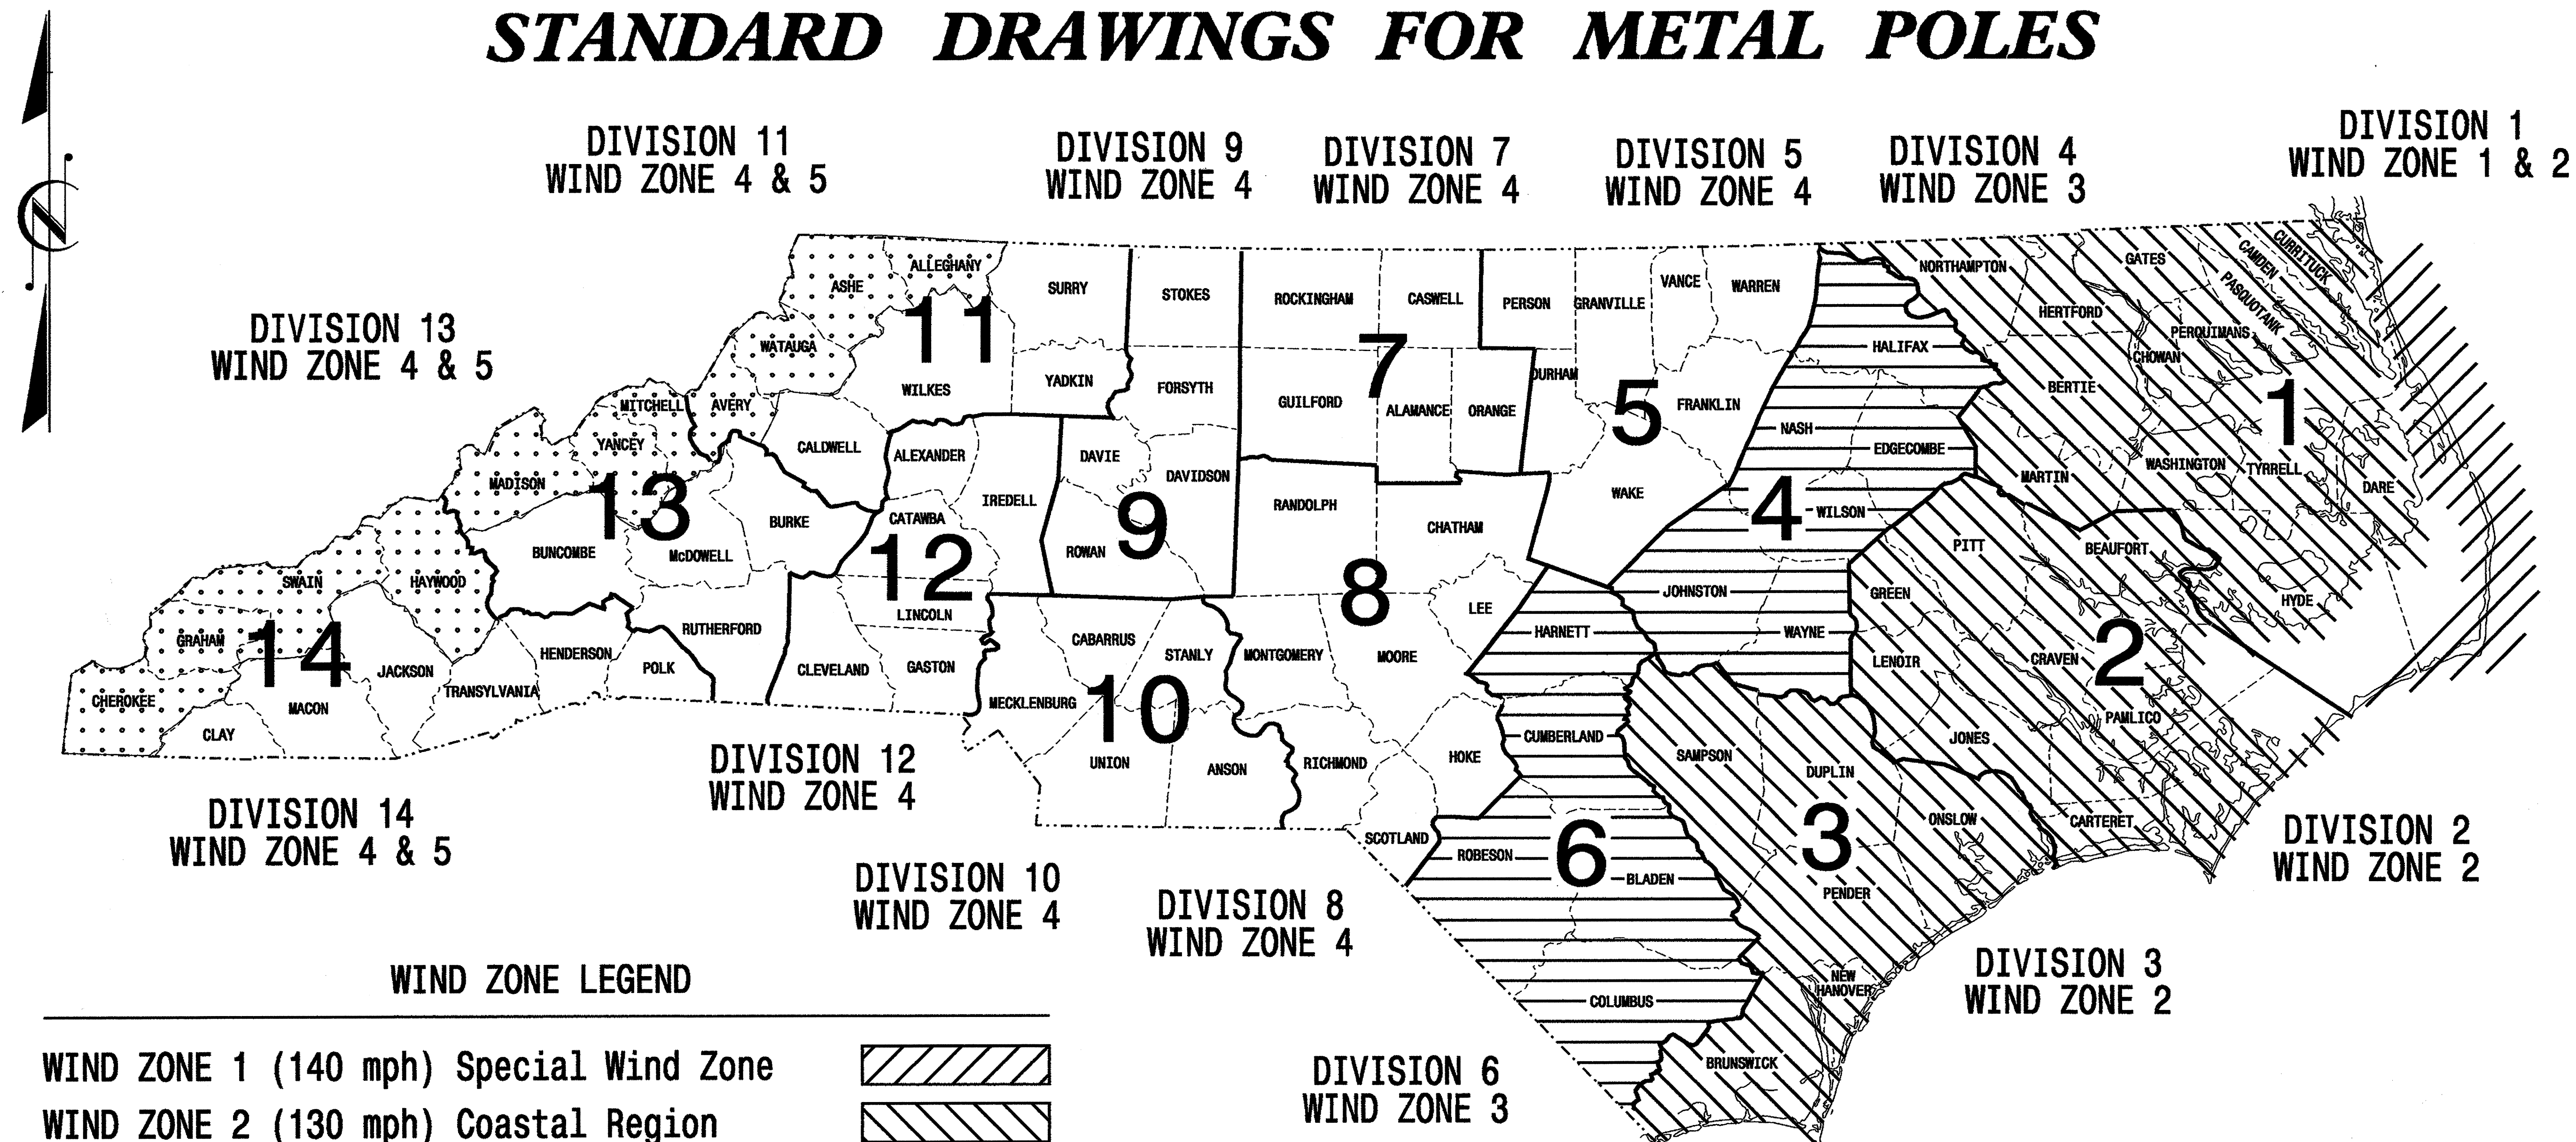 STANDARD DRAWINGS FOR METAL POLES
DIVISION 11
WIND ZONE 4 & 5
DIVISION 9
WIND ZONE 4
DIVISION 7
WIND ZONE 4
DIVISION 5
WIND ZONE 4
DIVISION 4
WIND ZONE 3
DIVISION 1
WIND ZONE 1 & 2
DIVISION 13
WIND ZONE 4 & 5
N
ASHE
ALLEGHANY
11
SURRY
STOKES
ROCKINGHAM
CASWELL
PERSON
GRANVILLE
VANCE
WARREN
NORTHAMPTON
GATES
CAMDEN
CURRITUCK
PASQUOTANK
HERTFORD
PERQUIMANS
CHOWAN
WATAUGA
WILKES
YADKIN
FORSYTH
GUILFORD
7
ALAMANCE
ORANGE
DURHAM
5
FRANKLIN
HALIFAX
NASH
EDGECOMBE
BERTIE
1
MITCHELL
AVERY
YANCEY
CALDWELL
ALEXANDER
DAVIE
DAVIDSON
MADISON
13
BURKE
IREDELL
CATAWBA
ROWAN
9
RANDOLPH
CHATHAM
WAKE
4
WILSON
MARTIN
WASHINGTON
TYRRELL
DARE
BUNCOMBE
McDOWELL
12
LINCOLN
8
LEE
JOHNSTON
PITT
BEAUFORT
HYDE
SWAIN
HAYWOOD
GRAHAM
14
JACKSON
CHEROKEE
CLAY
MACON
TRANSYLVANIA
HENDERSON
POLK
RUTHERFORD
CLEVELAND
GASTON
CABARRUS
STANLY
MECKLENBURG
10
UNION
ANSON
MONTGOMERY
MOORE
RICHMOND
HOKE
SCOTLAND
HARNETT
WAYNE
GREEN
LENOIR
CRAVEN
2
PAMLICO
JONES
CUMBERLAND
SAMPSON
DUPLIN
3
ONSLOW
CARTERET
6
ROBESON
BLADEN
PENDER
COLUMBUS
NEW
HANOVER
BRUNSWICK
DIVISION 12
WIND ZONE 4
DIVISION 14
WIND ZONE 4 & 5
DIVISION 10
WIND ZONE 4
DIVISION 8
WIND ZONE 4
DIVISION 2
WIND ZONE 2
DIVISION 3
WIND ZONE 2
DIVISION 6
WIND ZONE 3
WIND ZONE LEGEND
WIND ZONE 1 (140 mph) Special Wind Zone
WIND ZONE 2 (130 mph) Coastal Region